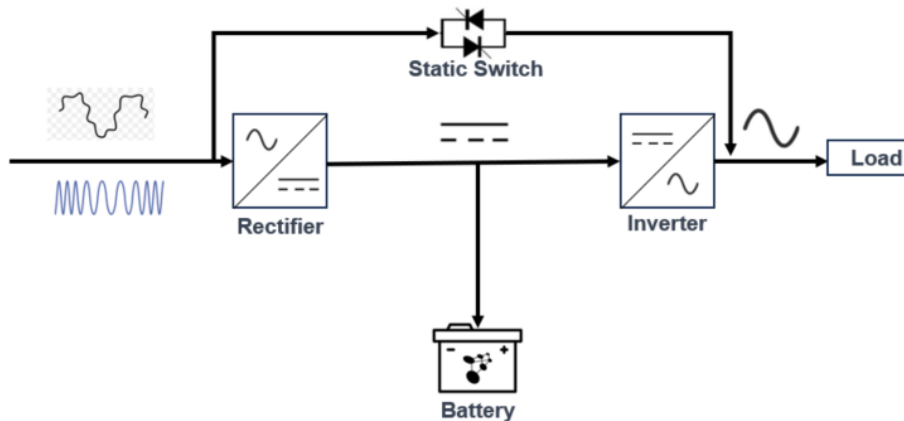 Static Switch
Load
Rectifier
Inverter
- +
Battery